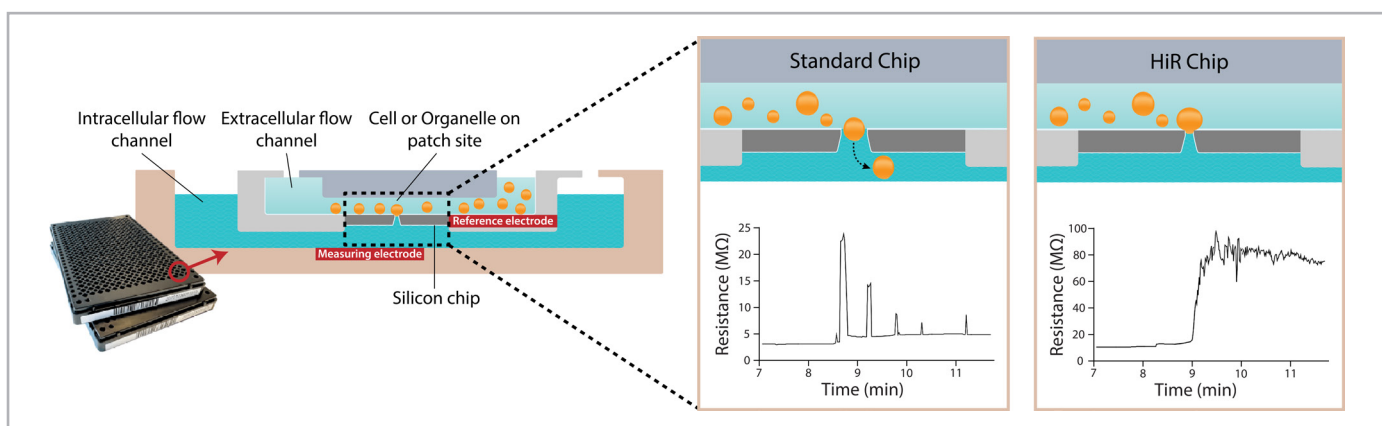 Intracellular flow
channel
Extracellular flow
channel
Cell or Organelle on
patch site
Reference electrode
Measuring electrode
Silicon chip
Standard Chip
25
20
15
10
5
0
Resistance (MΩ)
7 8 9 10 11
Time (min)
HiR Chip
100
80
60
40
20
0
Resistance (MΩ)
7 8 9 10 11
Time (min)